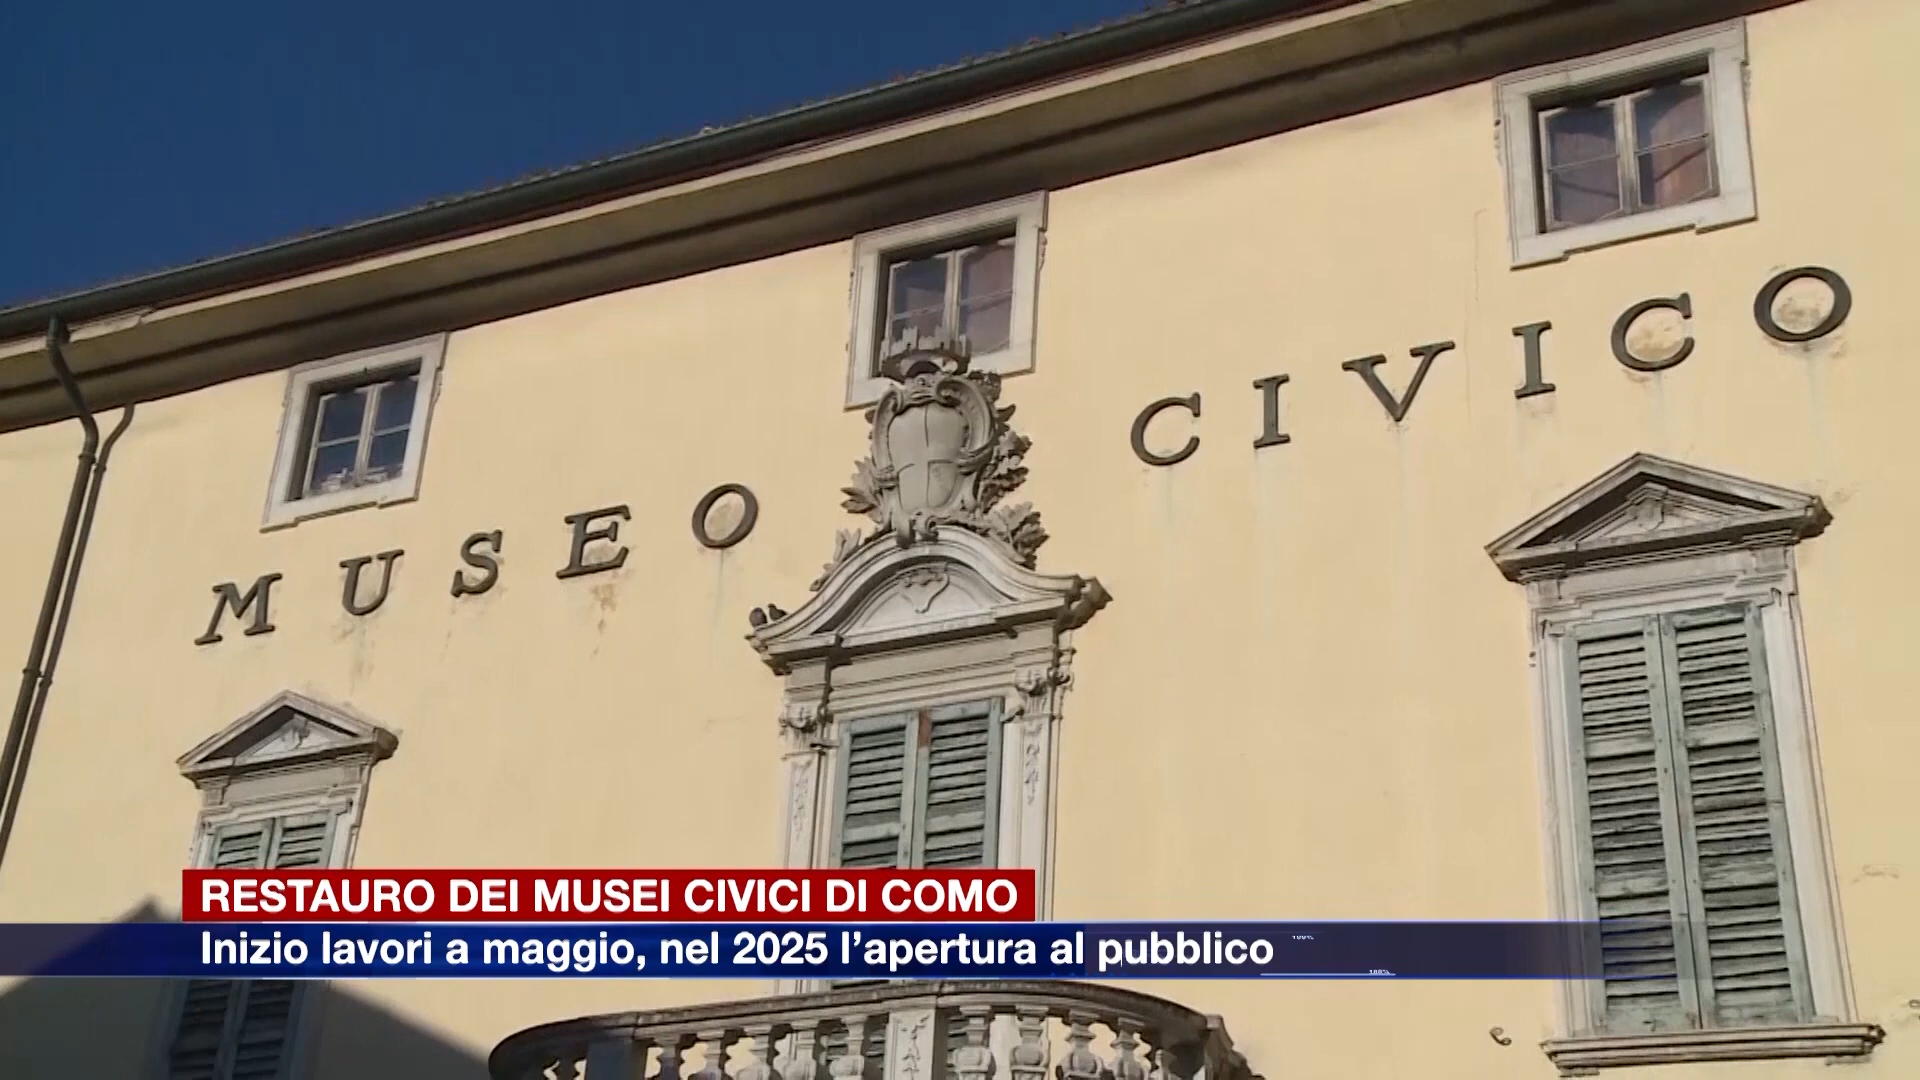 MUSEO CIVICO
RESTAURO DEI MUSEI CIVICI DI COMO
Inizio lavori a maggio, nel 2025 l’apertura al pubblico